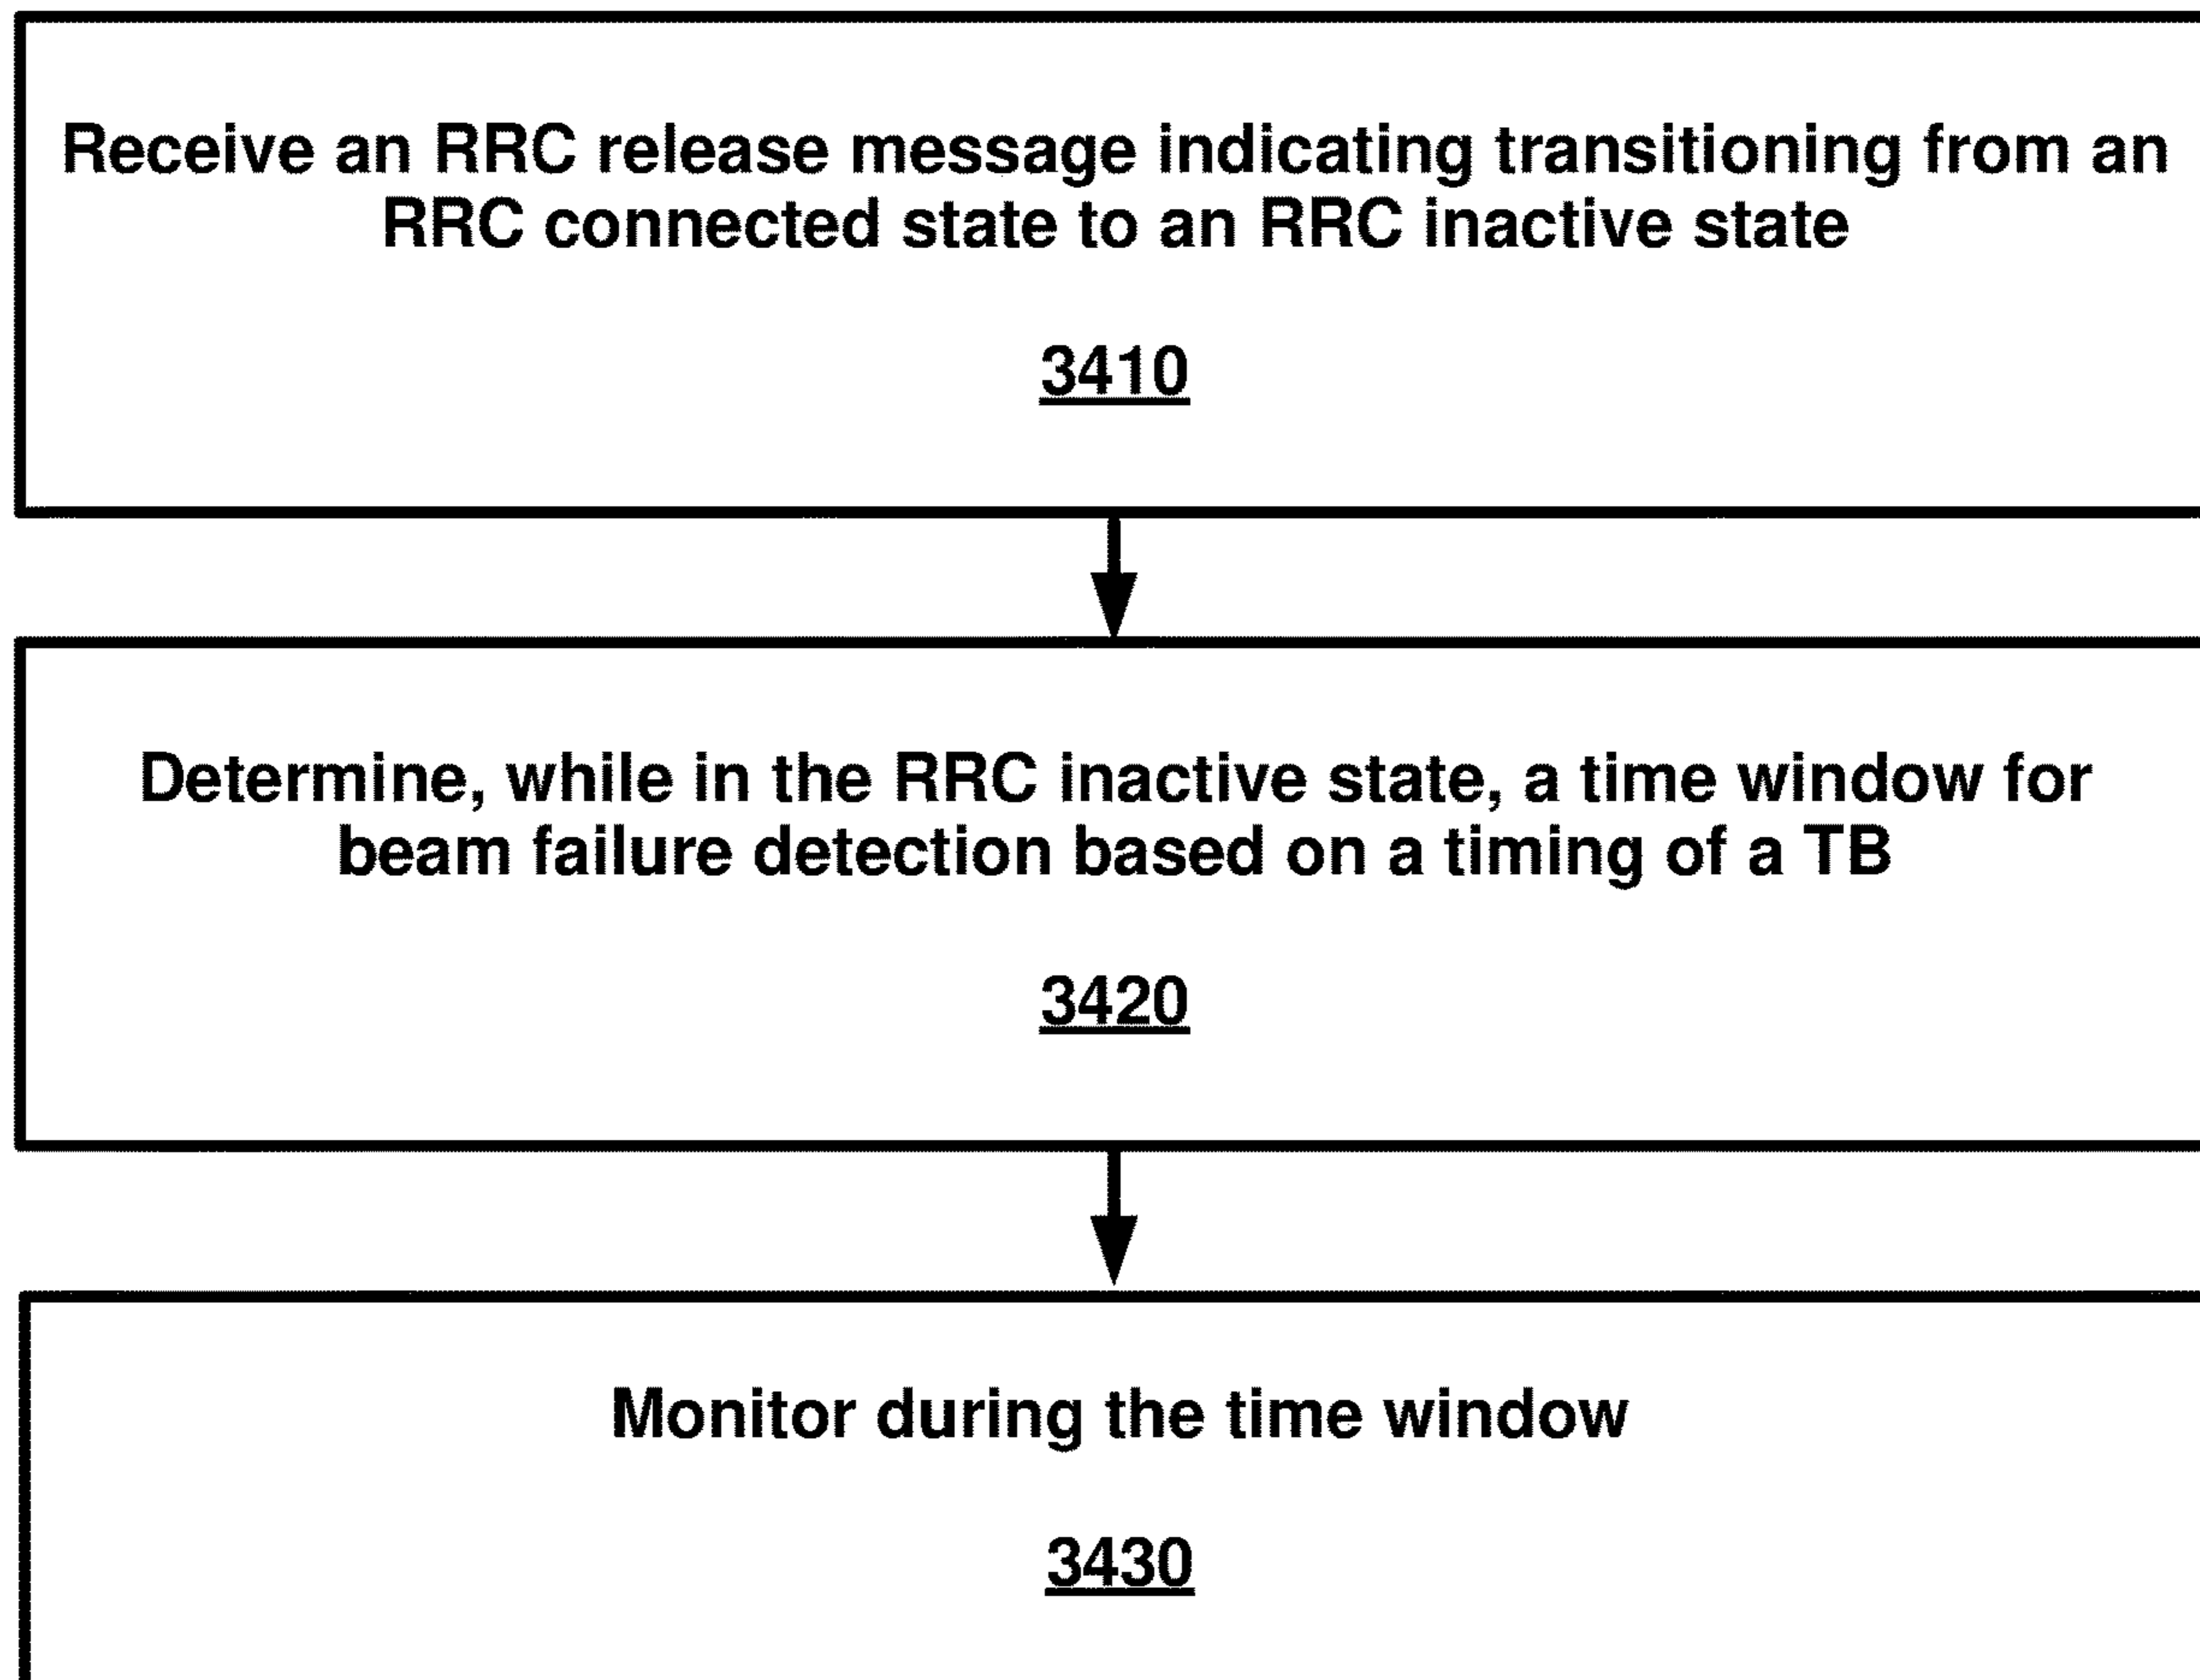 Receive an RRC release message indicating transitioning from an
RRC connected state to an RRC inactive state
3410
Determine, while in the RRC inactive state, a time window for
beam failure detection based on a timing of a TB
3420
Monitor during the time window
3430